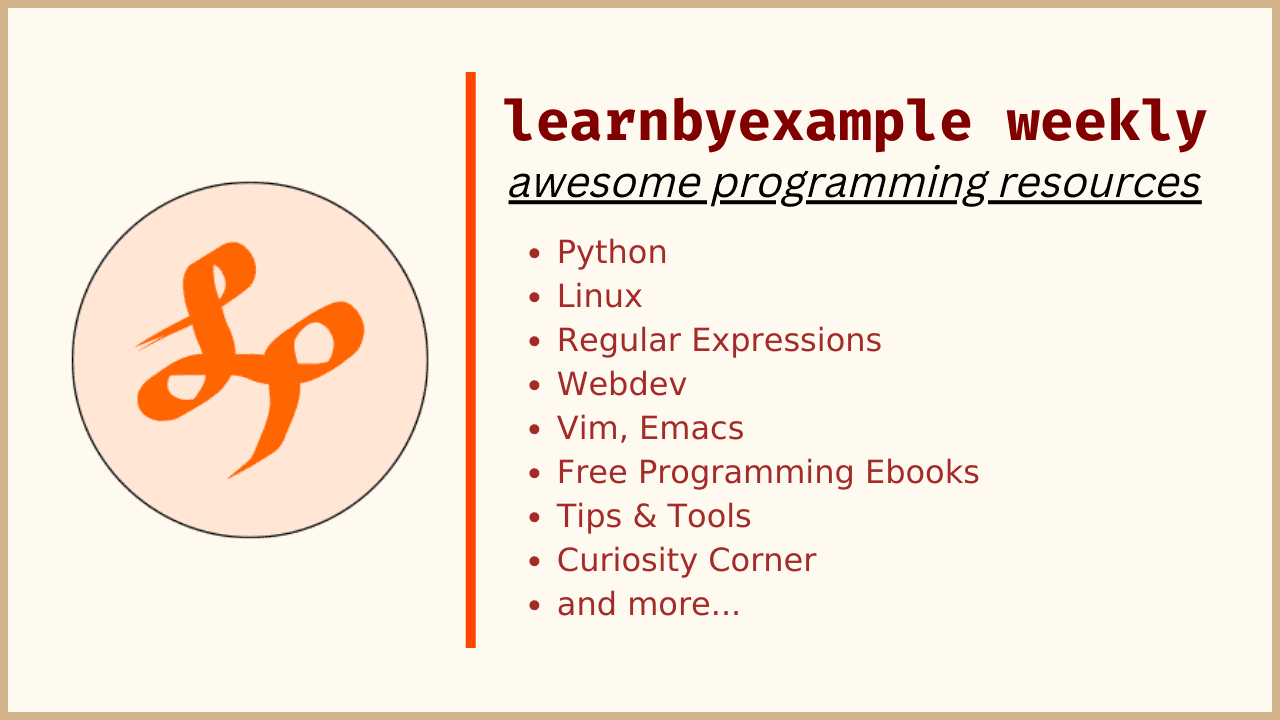 learnbyexample weekly
awesome programming resources
• Python
• Linux
• Regular Expressions
• Webdev
• Vim, Emacs
• Free Programming Ebooks
• Tips & Tools
• Curiosity Corner
• and more...